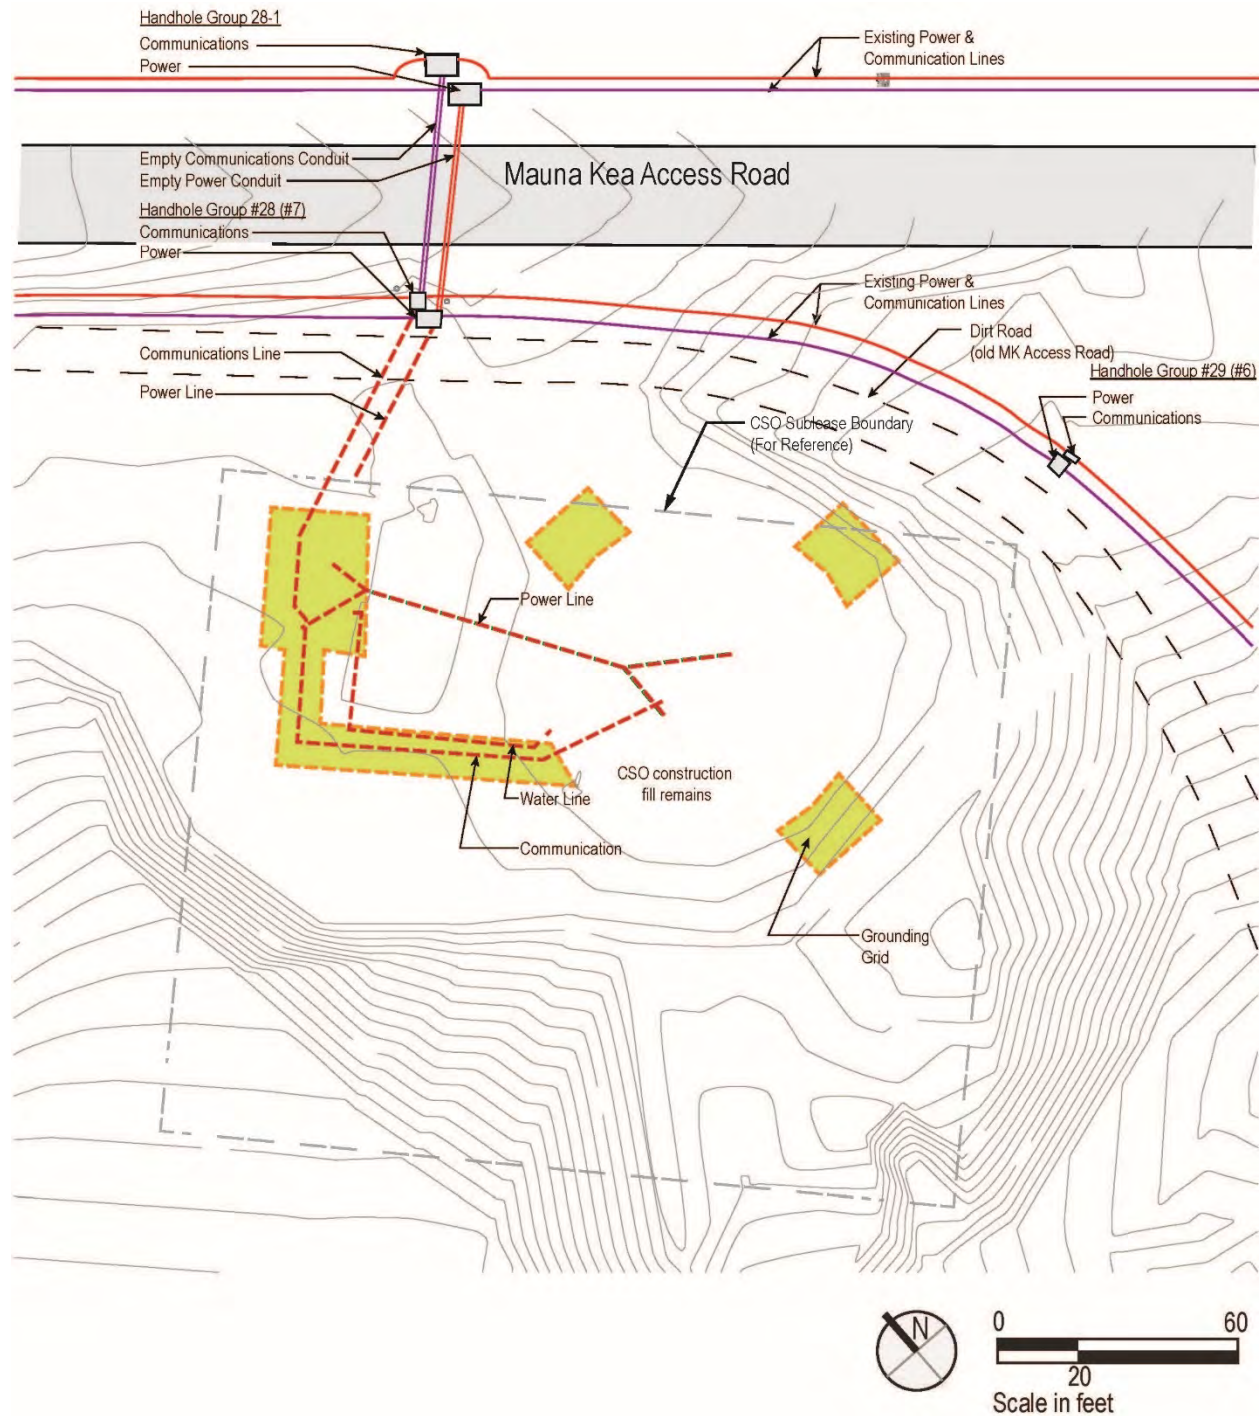 Handhole Group 28-1
Communications
Power
Existing Power &
Communication Lines
Empty Communications Conduit
Empty Power Conduit
Mauna Kea Access Road
Handhole Group #28 (#7)
Communications
Power
Existing Power &
Communication Lines
Dirt Road
(old MK Access Road)
Handhole Group #29 (#6)
Power
Communications
Communications Line
Power Line
CSO Sublease Boundary
(For Reference)
Power Line
CSO construction
fill remains
Water Line
Communication
Grounding
Grid
N
0 60
20
Scale in feet